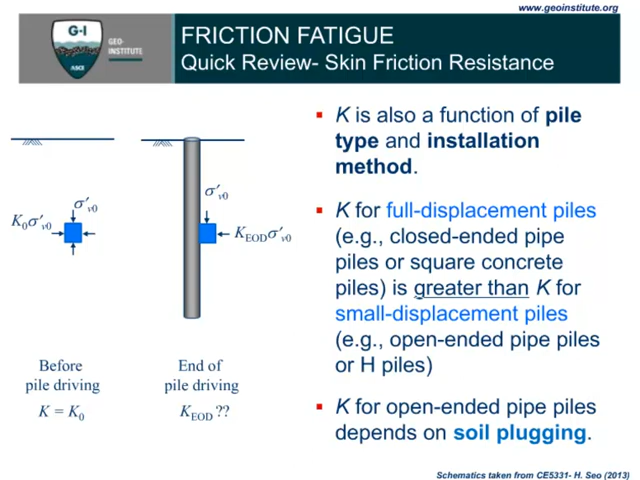 www.geoinstitute.org
G-I
GEO-
INSTITUTE
ASCE
FRICTION FATIGUE
Quick Review- Skin Friction Resistance
▪ K is also a function of pile
type and installation
method.
▪ K for full-displacement piles
(e.g., closed-ended pipe
piles or square concrete
piles) is greater than K for
small-displacement piles
(e.g., open-ended pipe piles
or H piles)
▪ K for open-ended pipe piles
depends on soil plugging.
σ′v0
K0σ′v0
σ′v0
KEODσ′v0
Before
pile driving
K = K0
End of
pile driving
KEOD ??
Schematics taken from CE5331- H. Seo (2013)